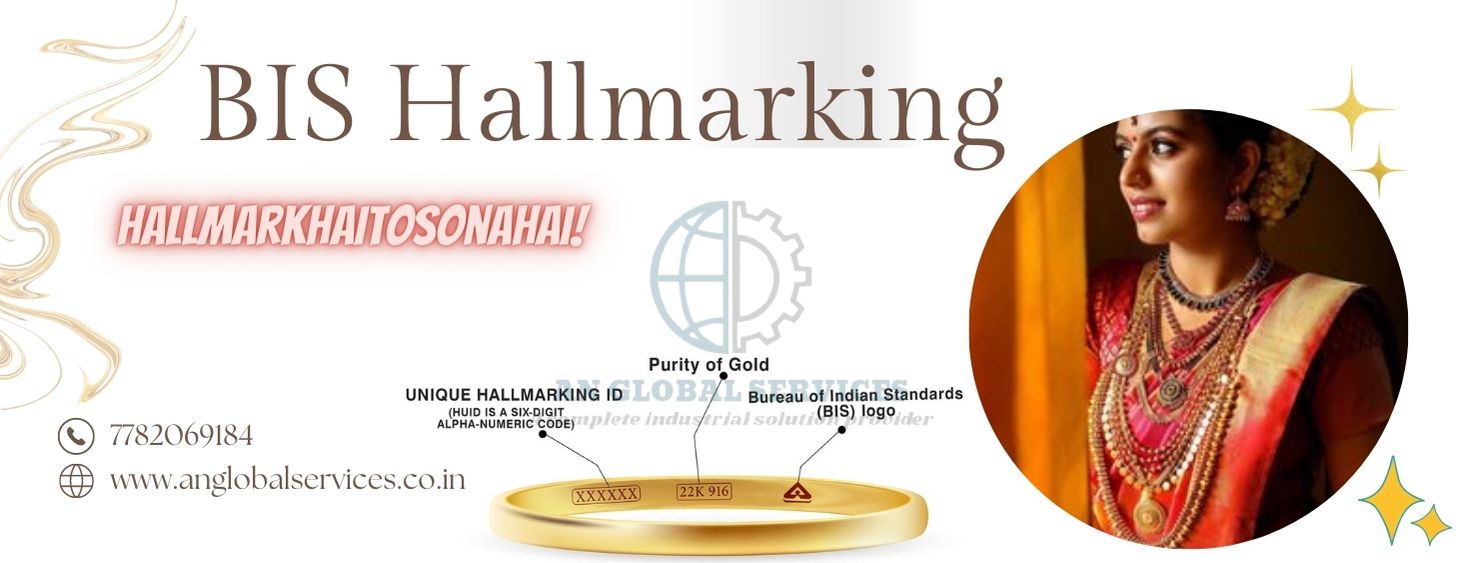 BIS Hallmarking
HALLMARKHAITOSONAHAI!
Purity of Gold
AN GLOBAL SERVICES
UNIQUE HALLMARKING ID
(HUID IS A SIX-DIGIT
ALPHA-NUMERIC CODE)
Bureau of Indian Standards
(BIS) logo
complete industrial solution provider
7782069184
www.anglobalservices.co.in
XXXXXX
22K 916